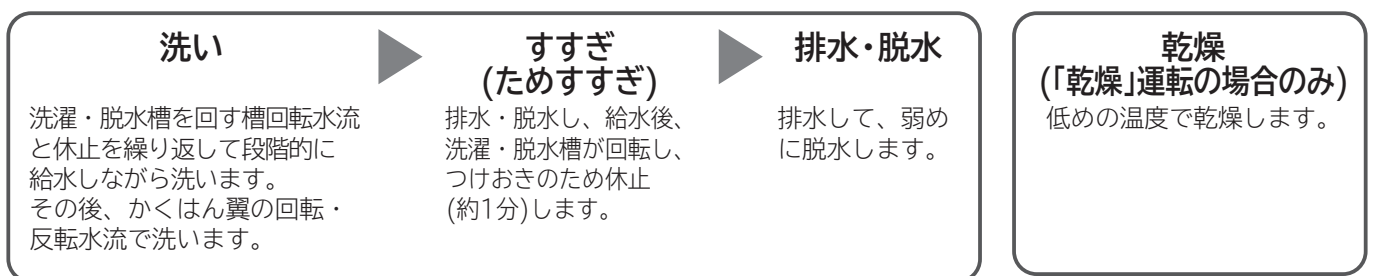 洗い
洗濯・脱水槽を回す槽回転水流
と休止を繰り返して段階的に
給水しながら洗います。
その後、かくはん翼の回転・
反転水流で洗います。
すすぎ
(ためすすぎ)
排水・脱水し、給水後、
洗濯・脱水槽が回転し、
つけおきのため休止
(約1分)します。
排水・脱水
排水して、弱め
に脱水します。
乾燥
(｢乾燥｣運転の場合のみ)
低めの温度で乾燥します。